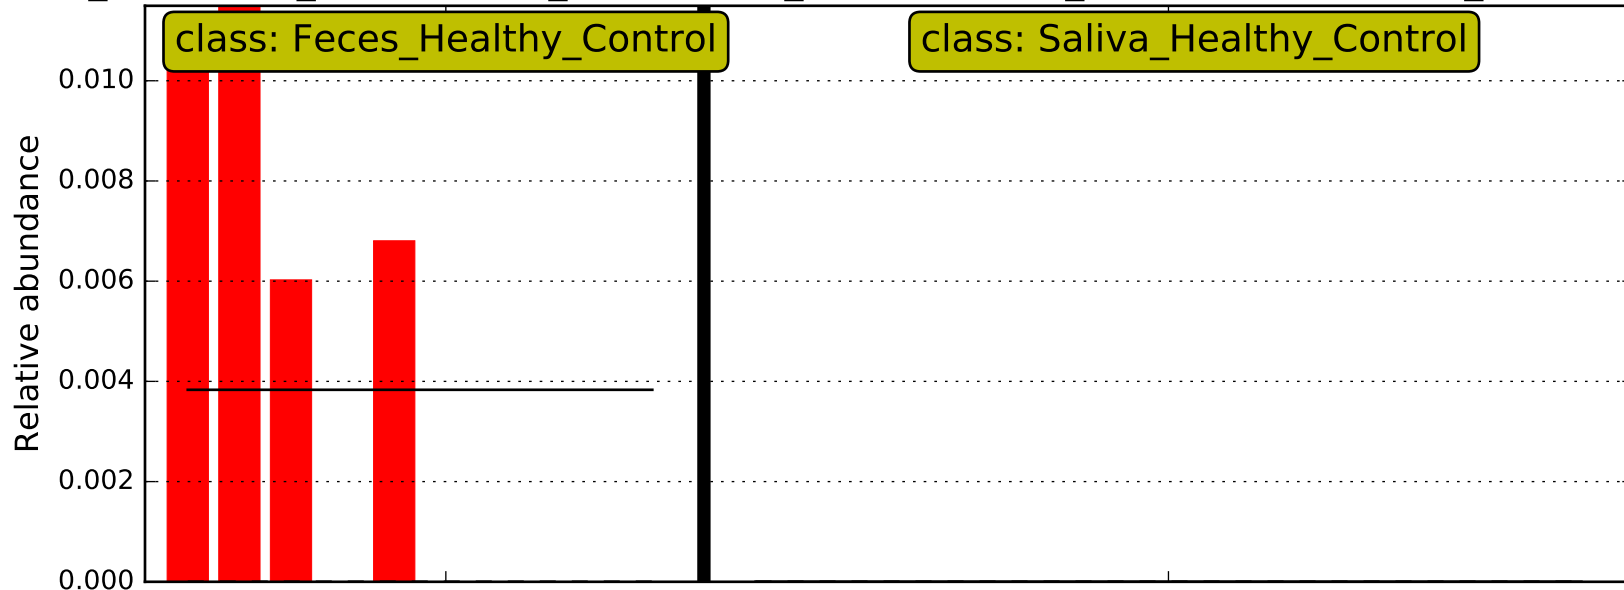 class: Feces_Healthy_Control
class: Saliva_Healthy_Control
0.010
0.008
0.006
0.004
0.002
0.000
Relative abundance